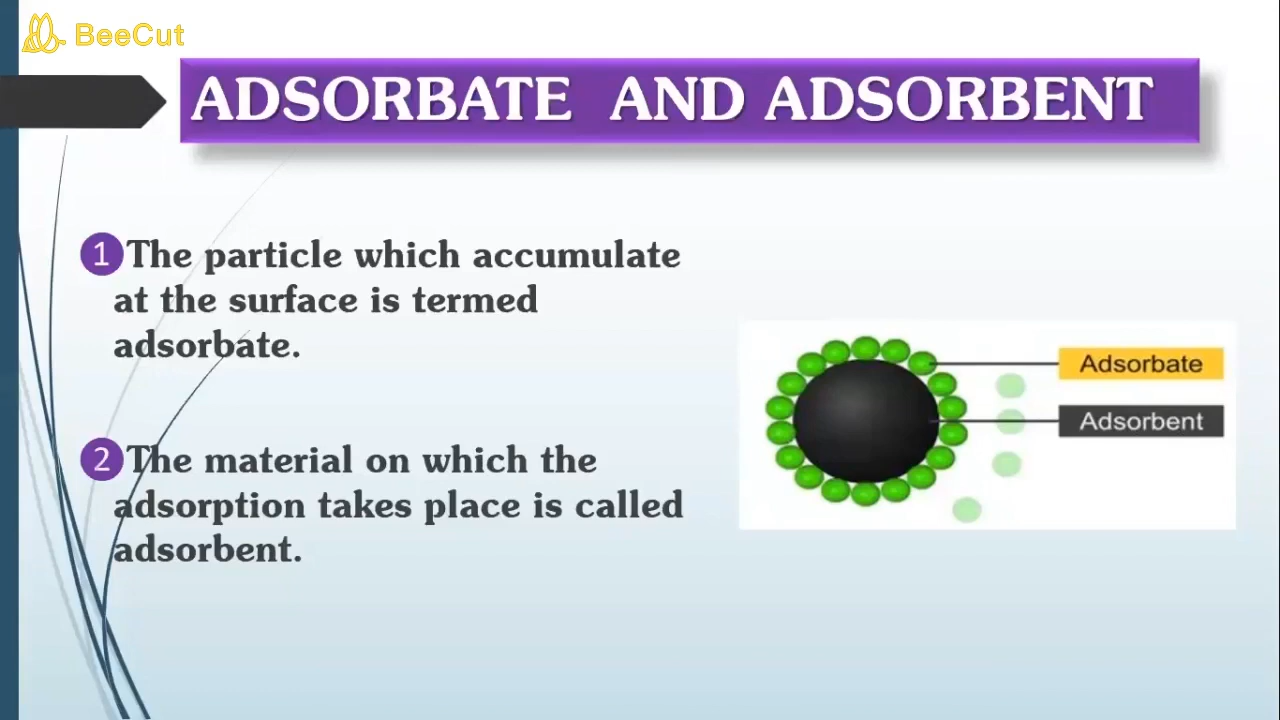 BeeCut
ADSORBATE AND ADSORBENT
1 The particle which accumulate
at the surface is termed
adsorbate.
2 The material on which the
adsorption takes place is called
adsorbent.
Adsorbate
Adsorbent